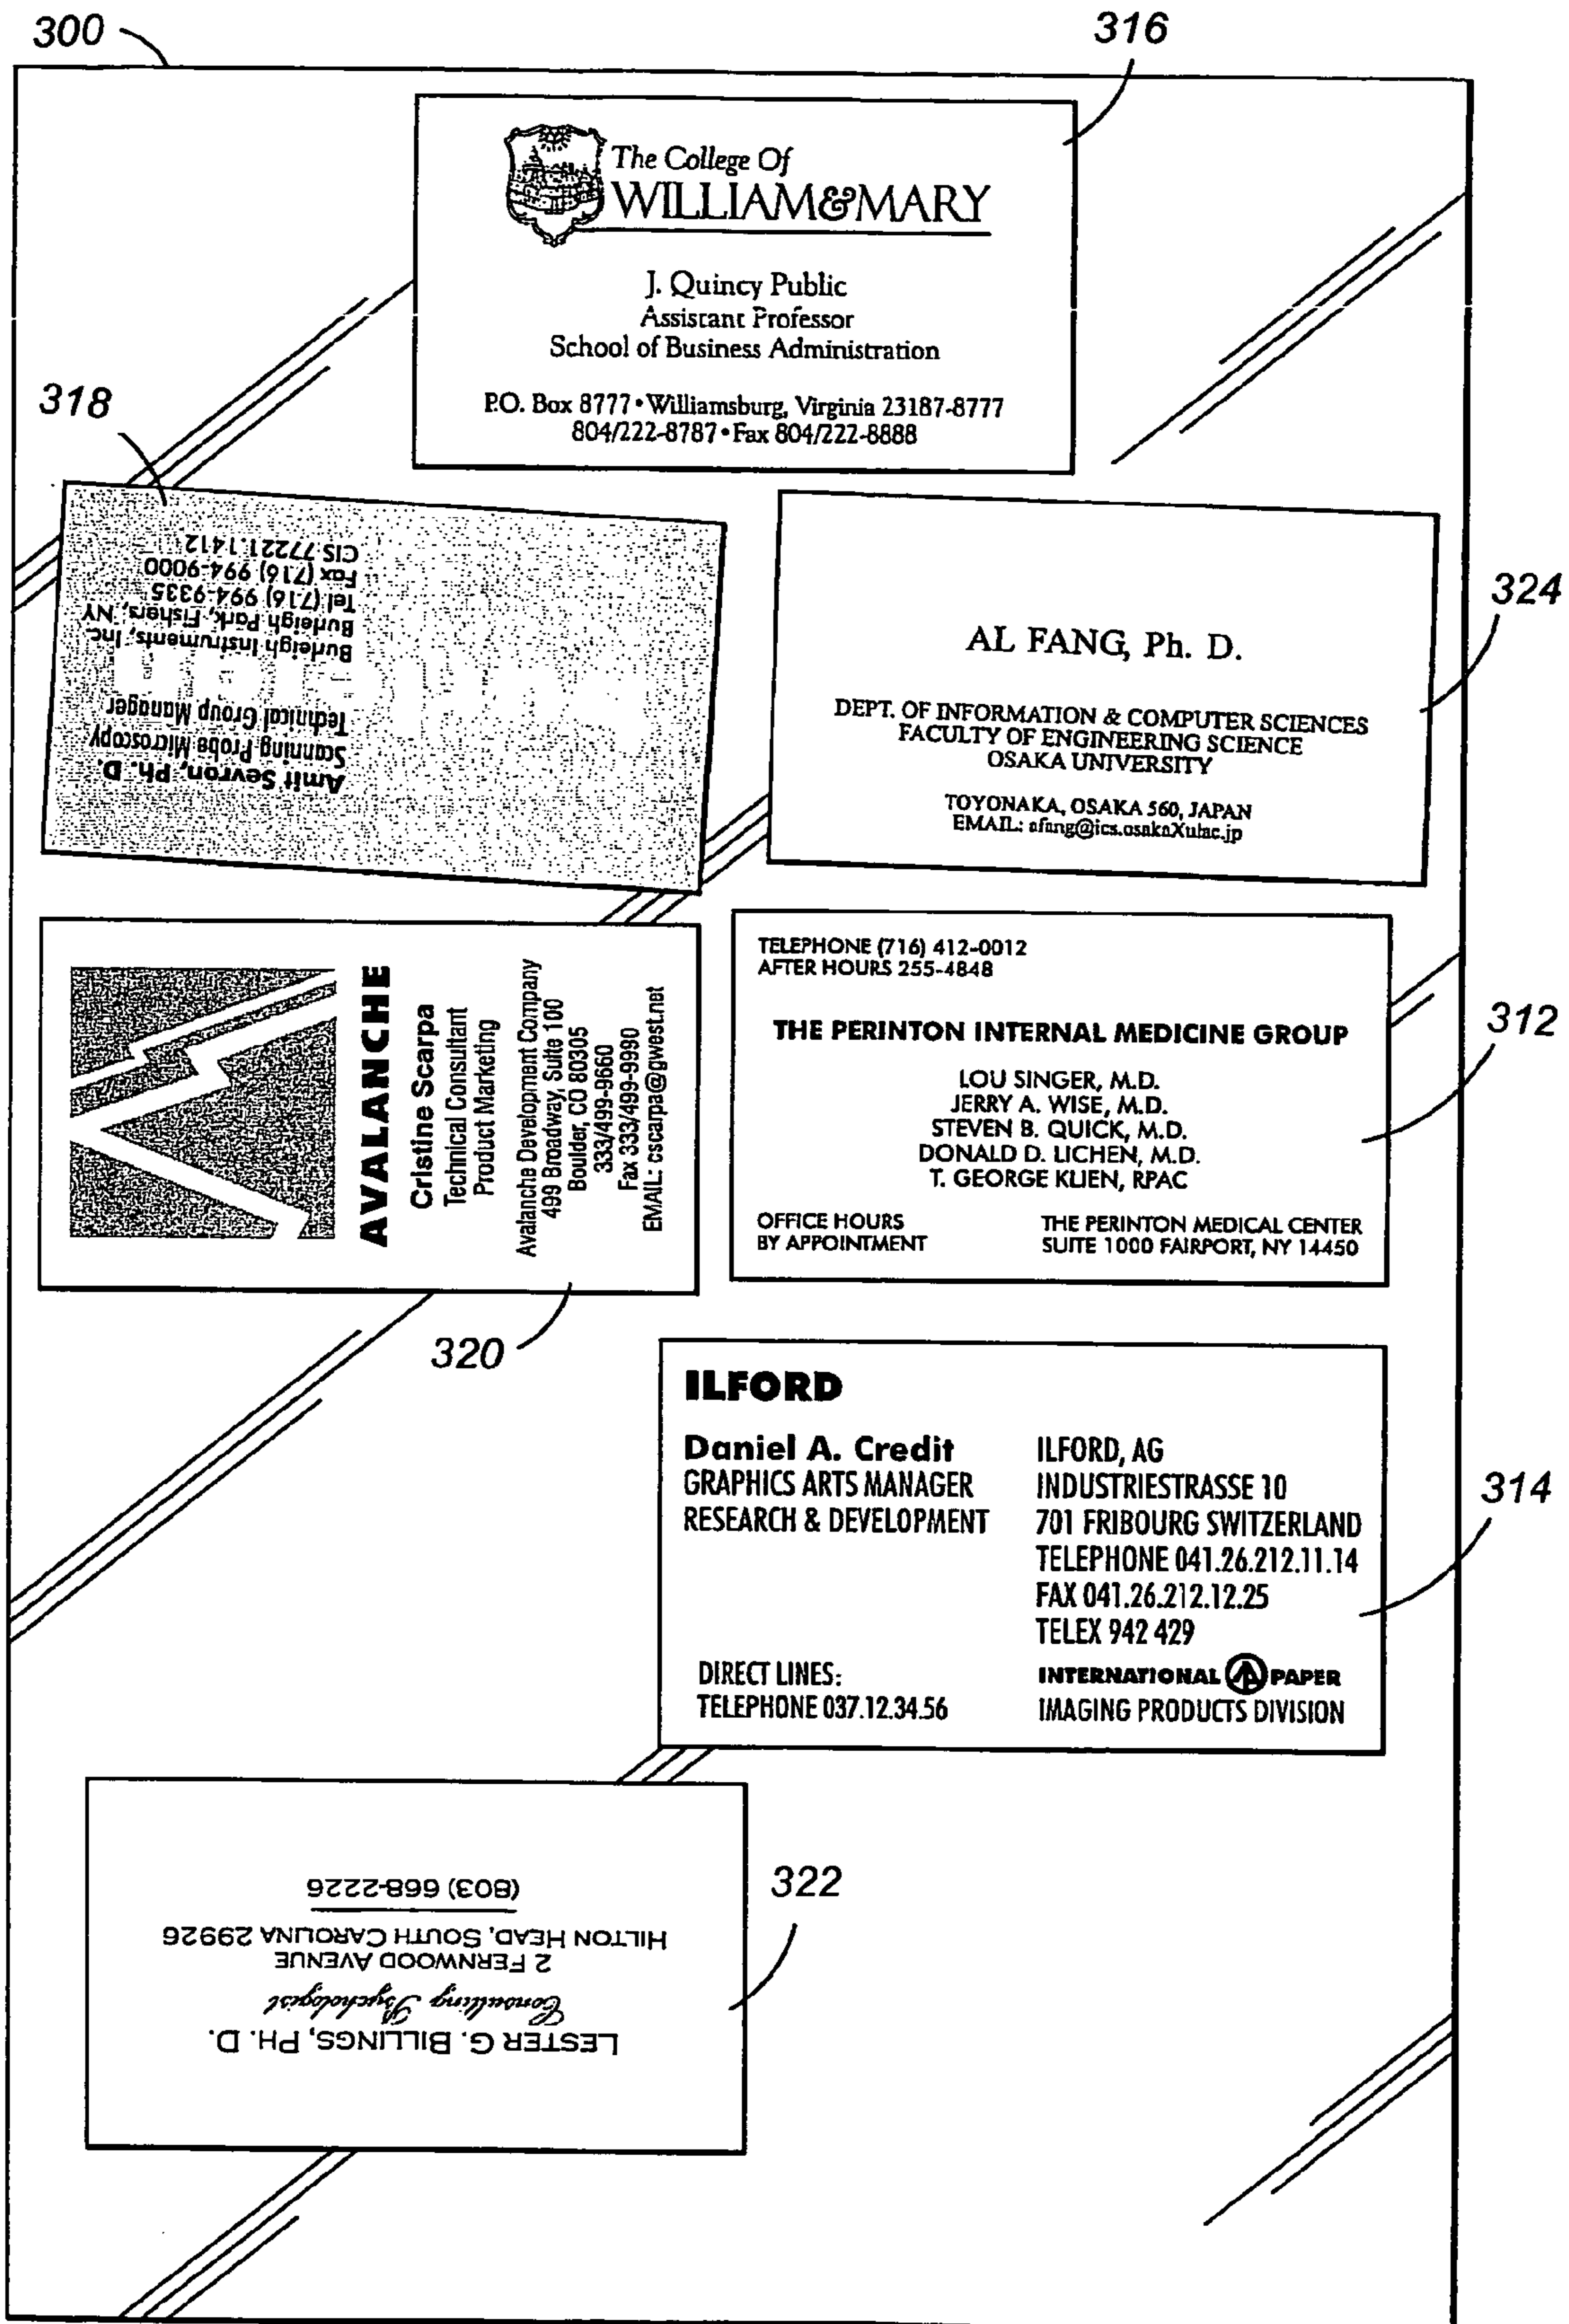 300
316
The College Of
WILLIAM&MARY
J. Quincy Public
Assistant Professor
School of Business Administration
P.O. Box 8777•Williamsburg, Virginia 23187-8777
804/222-8787•Fax 804/222-8888
318
Amit Sevron, Ph. D.
Scanning Probe Microscopy
Technical Group Manager
Burleigh Instruments, Inc.
Burleigh Park, Fishers, NY
Tel (716) 994-9335
Fax (716) 994-9000
CIS 77221.1412
324
AL FANG, Ph. D.
DEPT. OF INFORMATION & COMPUTER SCIENCES
FACULTY OF ENGINEERING SCIENCE
OSAKA UNIVERSITY
TOYONAKA, OSAKA 560, JAPAN
EMAIL: afang@ics.osakaXulac.jp
AVALANCHE
Cristine Scarpa
Technical Consultant
Product Marketing
Avalanche Development Company
499 Broadway, Suite 100
Boulder, CO 80305
333/499-9660
Fax 333/499-9990
EMAIL: cscarpa@gwest.net
320
TELEPHONE (716) 412-0012
AFTER HOURS 255-4848
THE PERINTON INTERNAL MEDICINE GROUP
LOU SINGER, M.D.
JERRY A. WISE, M.D.
STEVEN B. QUICK, M.D.
DONALD D. LICHEN, M.D.
T. GEORGE KLIEN, RPAC
OFFICE HOURS
BY APPOINTMENT
THE PERINTON MEDICAL CENTER
SUITE 1000 FAIRPORT, NY 14450
312
ILFORD
Daniel A. Credit
GRAPHICS ARTS MANAGER
RESEARCH & DEVELOPMENT
ILFORD, AG
INDUSTRIESTRASSE 10
701 FRIBOURG SWITZERLAND
TELEPHONE 041.26.212.11.14
FAX 041.26.212.12.25
TELEX 942 429
DIRECT LINES:
TELEPHONE 037.12.34.56
INTERNATIONAL PAPER
IMAGING PRODUCTS DIVISION
314
LESTER G. BILLINGS, PH. D.
Consulting Psychologist
2 FERNWOOD AVENUE
HILTON HEAD, SOUTH CAROLINA 29926
(803) 668-2226
322